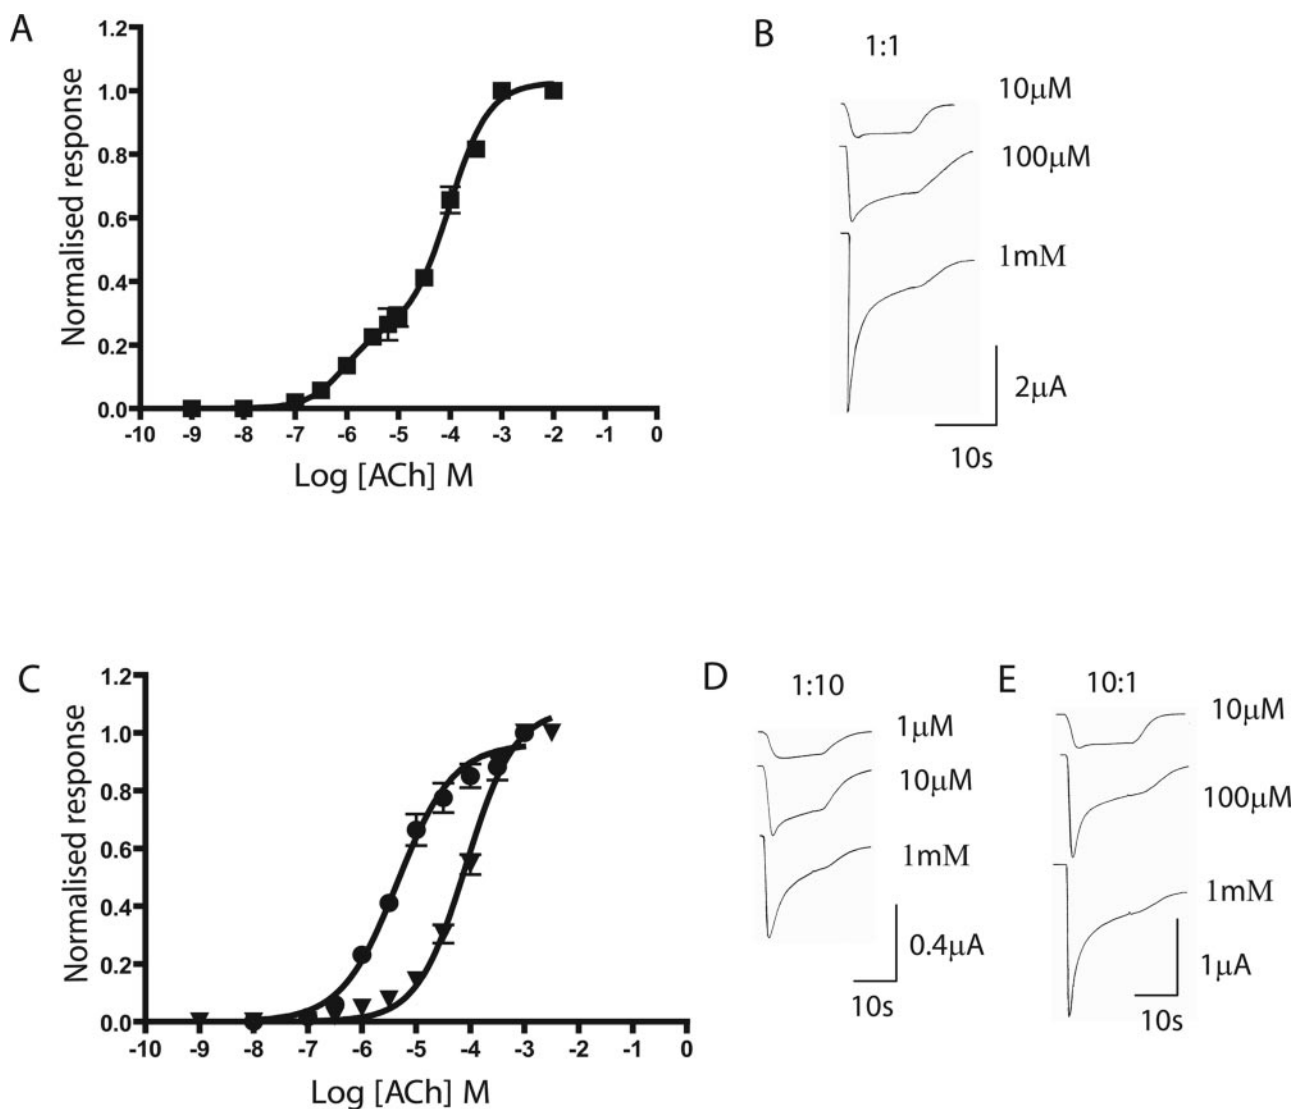 A
Normalised response
1.2
1.0
0.8
0.6
0.4
0.2
0.0
-10 -9 -8 -7 -6 -5 -4 -3 -2 -1 0
Log [ACh] M
B
1:1
10μM
100μM
1mM
2μA
10s
C
Normalised response
1.2
1.0
0.8
0.6
0.4
0.2
0.0
-10 -9 -8 -7 -6 -5 -4 -3 -2 -1 0
Log [ACh] M
D
1:10
1μM
10μM
1mM
0.4μA
10s
E
10:1
10μM
100μM
1mM
1μA
10s